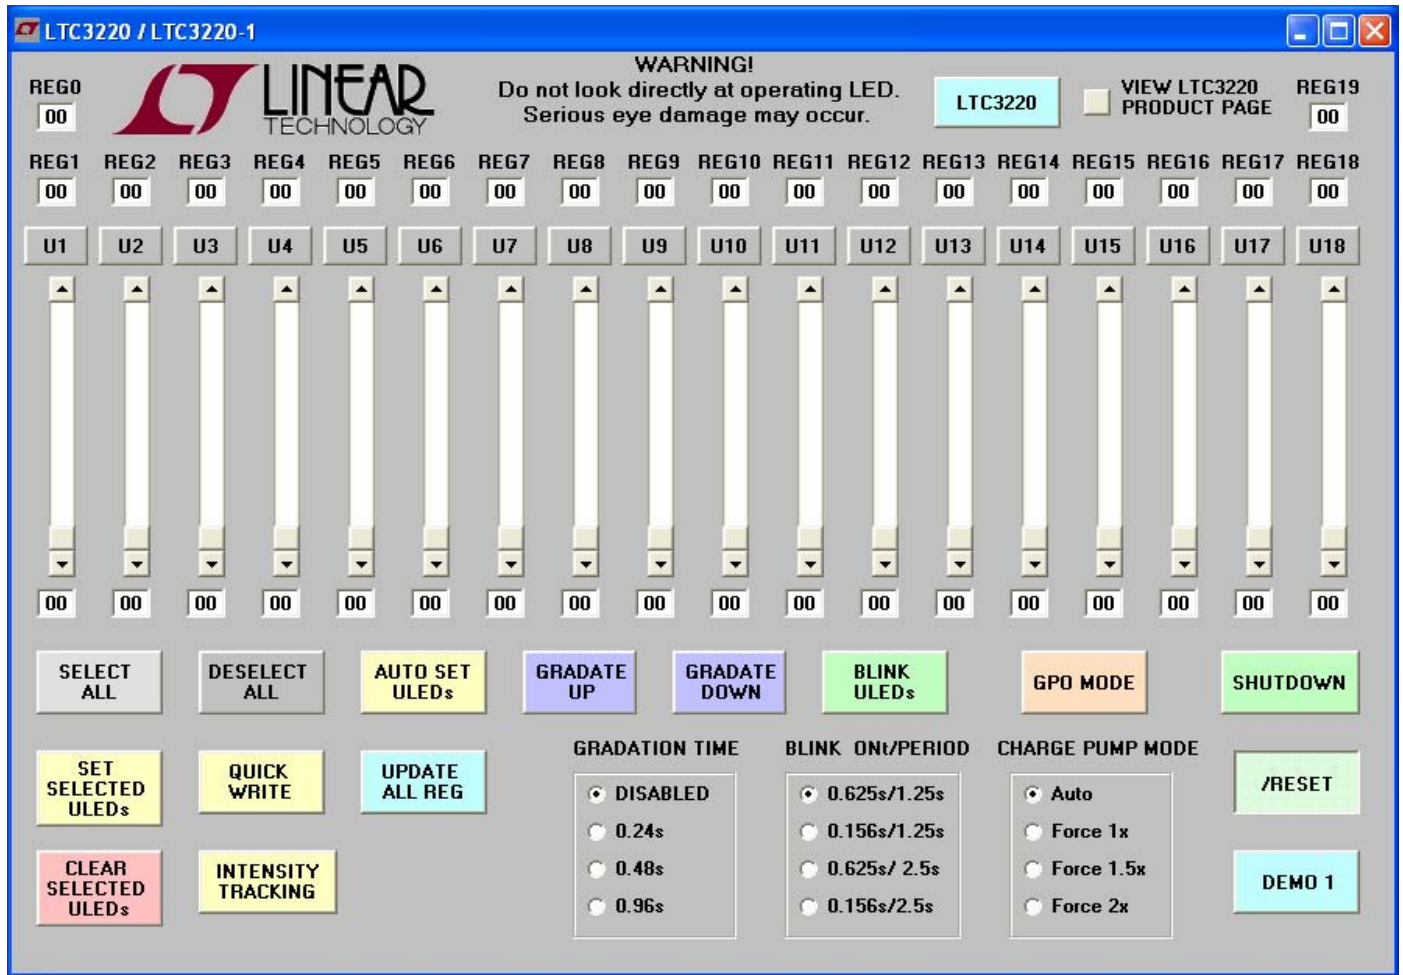 LTC3220 / LTC3220-1
WARNING!
Do not look directly at operating LED.
Serious eye damage may occur.
REG0
00
LINEAR
TECHNOLOGY
LTC3220
VIEW LTC3220
PRODUCT PAGE
REG19
00
REG1 REG2 REG3 REG4 REG5 REG6 REG7 REG8 REG9 REG10 REG11 REG12 REG13 REG14 REG15 REG16 REG17 REG18
00 00 00 00 00 00 00 00 00 00 00 00 00 00 00 00 00 00
U1 U2 U3 U4 U5 U6 U7 U8 U9 U10 U11 U12 U13 U14 U15 U16 U17 U18
00 00 00 00 00 00 00 00 00 00 00 00 00 00 00 00 00 00
SELECT
ALL
DESELECT
ALL
AUTO SET
ULEDs
GRADATE
UP
GRADATE
DOWN
BLINK
ULEDs
GPO MODE
SHUTDOWN
SET
SELECTED
ULEDs
QUICK
WRITE
UPDATE
ALL REG
CLEAR
SELECTED
ULEDs
INTENSITY
TRACKING
GRADATION TIME
DISABLED
0.24s
0.48s
0.96s
BLINK ONt/PERIOD
0.625s/1.25s
0.156s/1.25s
0.625s/ 2.5s
0.156s/2.5s
CHARGE PUMP MODE
Auto
Force 1x
Force 1.5x
Force 2x
/RESET
DEMO 1